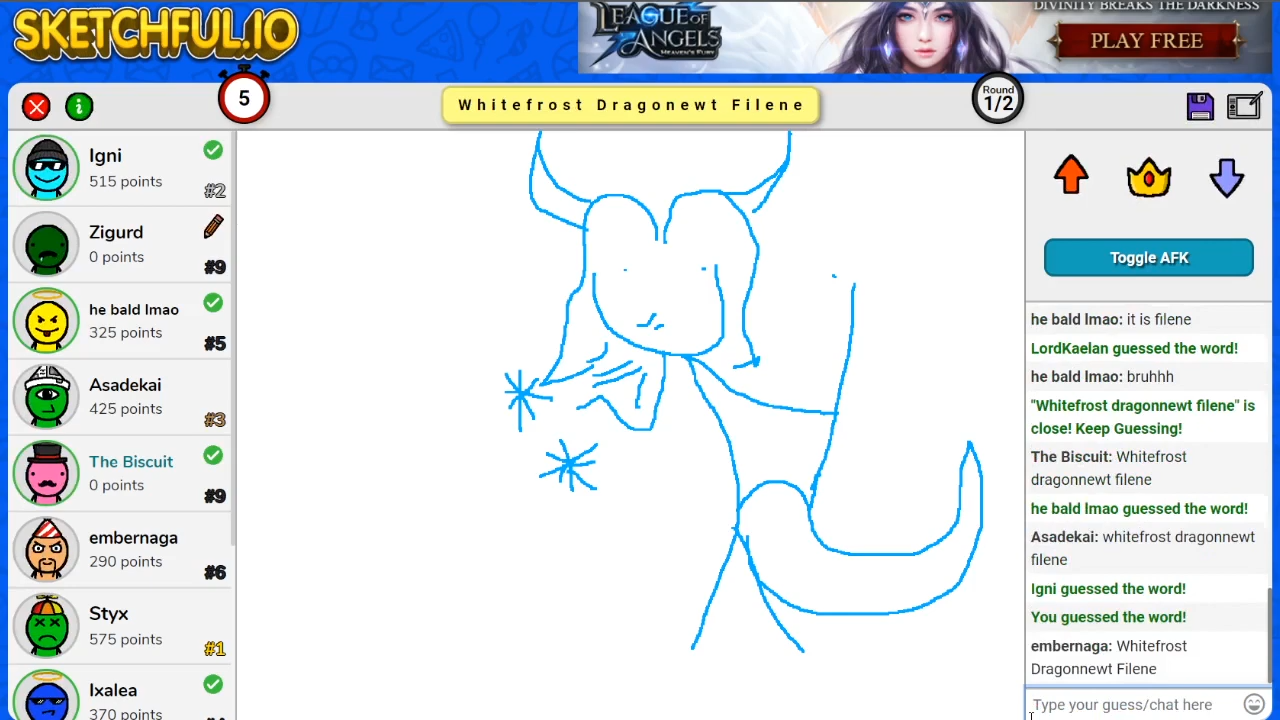 SKETCHFUL.IO
LEAGUE OF
ANGELS
HEAVEN'S FURY
DIVINITY BREAKS THE DARKNESS
PLAY FREE
5
Whitefrost Dragonewt Filene
Round
1/2
Igni
515 points
#2
Zigurd
0 points
#9
he bald lmao
325 points
#5
Asadekai
425 points
#3
The Biscuit
0 points
#9
embernaga
290 points
#6
Styx
575 points
#1
Ixalea
370 points
Toggle AFK
he bald lmao: it is filene
LordKaelan guessed the word!
he bald lmao: bruhhh
"Whitefrost dragonnewt filene" is
close! Keep Guessing!
The Biscuit: Whitefrost
dragonnewt filene
he bald lmao guessed the word!
Asadekai: whitefrost dragonnewt
filene
Igni guessed the word!
You guessed the word!
embernaga: Whitefrost
Dragonnewt Filene
Type your guess/chat here